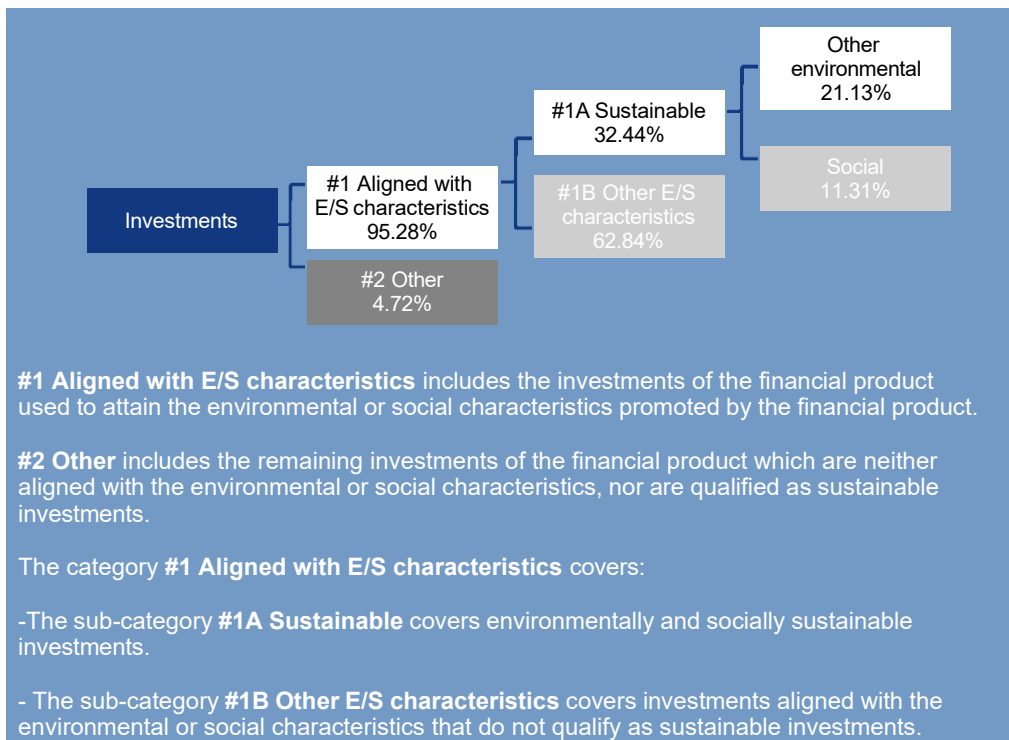 Other
environmental
21.13%
#1A Sustainable
32.44%
Social
11.31%
#1 Aligned with
E/S characteristics
95.28%
#1B Other E/S
characteristics
62.84%
Investments
#2 Other
4.72%
#1 Aligned with E/S characteristics includes the investments of the financial product
used to attain the environmental or social characteristics promoted by the financial product.
#2 Other includes the remaining investments of the financial product which are neither
aligned with the environmental or social characteristics, nor are qualified as sustainable
investments.
The category #1 Aligned with E/S characteristics covers:
-The sub-category #1A Sustainable covers environmentally and socially sustainable
investments.
- The sub-category #1B Other E/S characteristics covers investments aligned with the
environmental or social characteristics that do not qualify as sustainable investments.